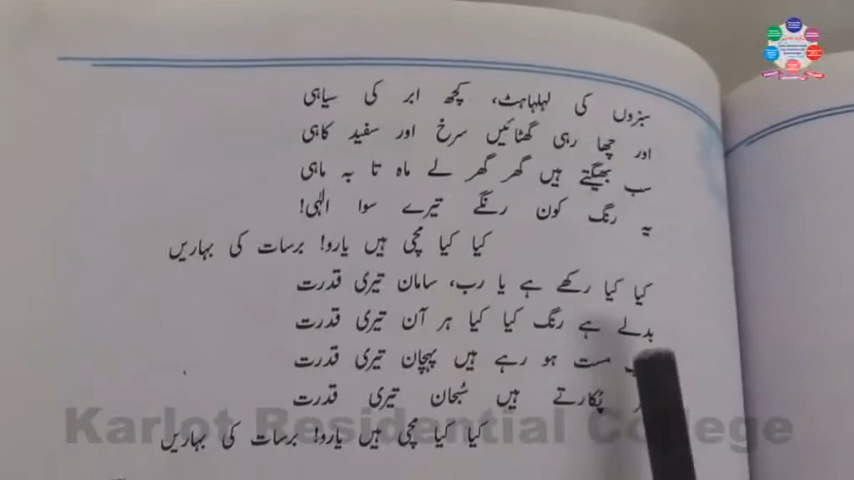 سبزوں کی لہلہاہٹ، کچھ ابر کی سیاہی
اور چھا رہی گھٹائیں سرخ اور سفید کاہی
سب بھیگتے ہیں گھر گھر لے ماہ تا بہ ماہی
یہ رنگ کون رنگے تیرے سوا الٰہی!
کیا کیا مچی ہیں یارو! برسات کی بہاریں
کیا کیا رکھے ہے یا رب، سامان تیری قدرت
بدلے ہے رنگ کیا کیا ہر آن تیری قدرت
مست ہو رہے ہیں پہچان تیری قدرت
پُکارتے ہیں سُبحان تیری قدرت
کیا کیا مچی ہیں یارو! برسات کی بہاریں
Karlot Residential College